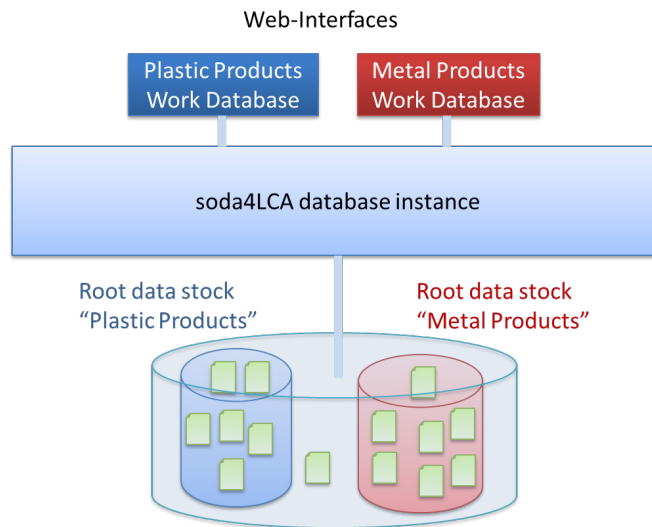 Web-Interfaces
Plastic Products
Work Database
Metal Products
Work Database
soda4LCA database instance
Root data stock
“Plastic Products”
Root data stock
“Metal Products”